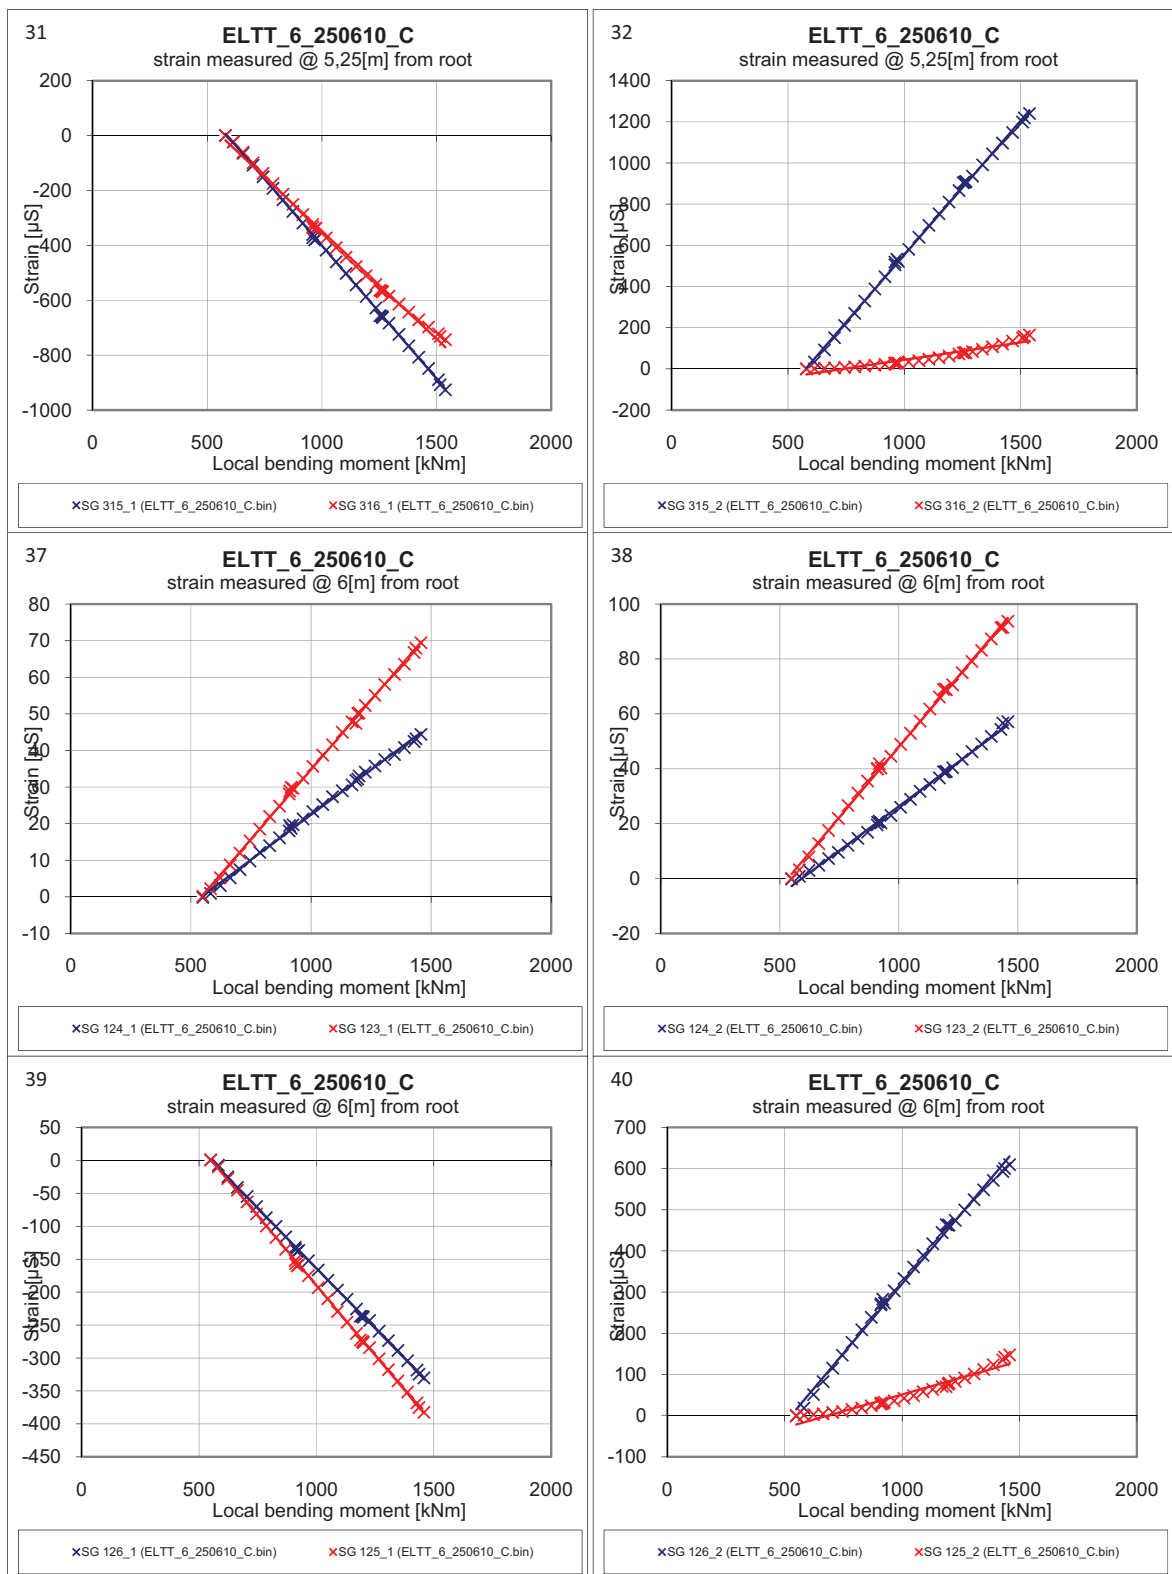 31
ELTT_6_250610_C
strain measured @ 5,25[m] from root
200
0
-200
-400
-600
-800
-1000
Strain [µS]
0 500 1000 1500 2000
Local bending moment [kNm]
SG 315_1 (ELTT_6_250610_C.bin) SG 316_1 (ELTT_6_250610_C.bin)
32
ELTT_6_250610_C
strain measured @ 5,25[m] from root
1400
1200
1000
800
600
400
200
0
-200
Strain [µS]
0 500 1000 1500 2000
Local bending moment [kNm]
SG 315_2 (ELTT_6_250610_C.bin) SG 316_2 (ELTT_6_250610_C.bin)
37
ELTT_6_250610_C
strain measured @ 6[m] from root
80
70
60
50
40
30
20
10
0
-10
Strain [µS]
0 500 1000 1500 2000
Local bending moment [kNm]
SG 124_1 (ELTT_6_250610_C.bin) SG 123_1 (ELTT_6_250610_C.bin)
38
ELTT_6_250610_C
strain measured @ 6[m] from root
100
80
60
40
20
0
-20
Strain [µS]
0 500 1000 1500 2000
Local bending moment [kNm]
SG 124_2 (ELTT_6_250610_C.bin) SG 123_2 (ELTT_6_250610_C.bin)
39
ELTT_6_250610_C
strain measured @ 6[m] from root
50
0
-50
-100
-150
-200
-250
-300
-350
-400
-450
Strain [µS]
0 500 1000 1500 2000
Local bending moment [kNm]
SG 126_1 (ELTT_6_250610_C.bin) SG 125_1 (ELTT_6_250610_C.bin)
40
ELTT_6_250610_C
strain measured @ 6[m] from root
700
600
500
400
300
200
100
0
-100
Strain [µS]
0 500 1000 1500 2000
Local bending moment [kNm]
SG 126_2 (ELTT_6_250610_C.bin) SG 125_2 (ELTT_6_250610_C.bin)